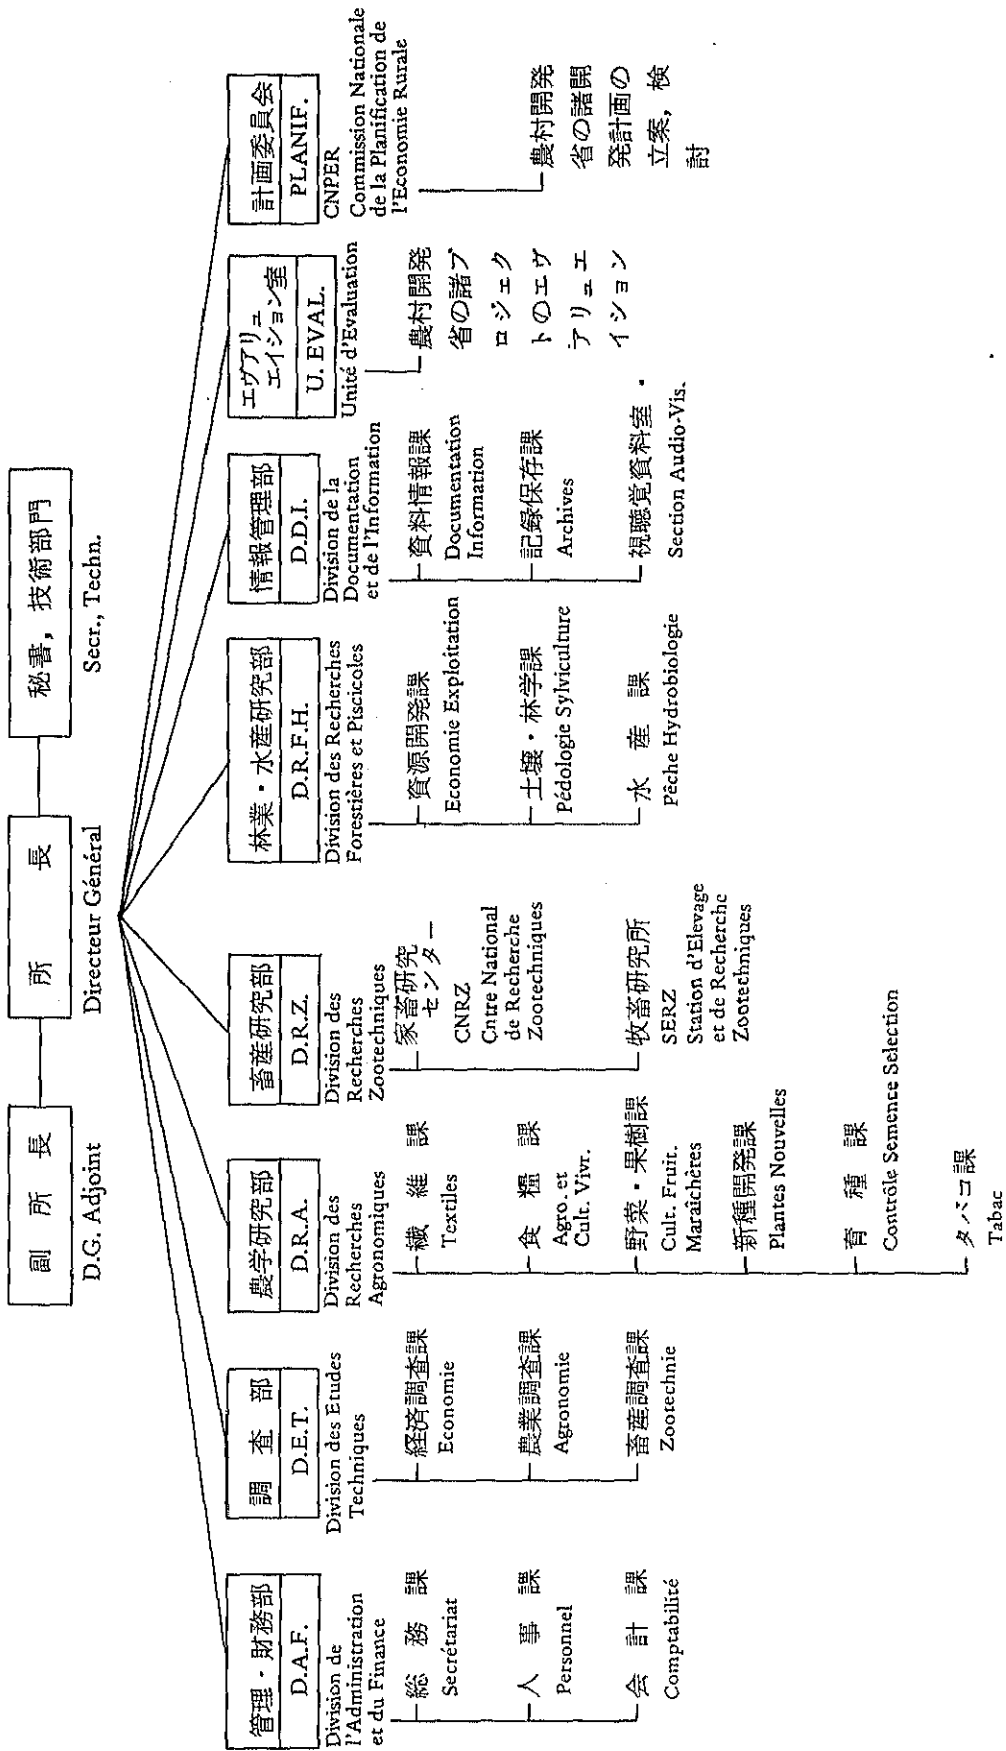 副所長
D.G. Adjoint
所長
Directeur Général
秘書，技術部門
Secr., Techn.
管理・財務部
D.A.F.
Division de
l'Administration
et du Finance
総務課
Secrétariat
人事課
Personnel
会計課
Comptabilité
調査部
D.E.T.
Division des Etudes
Techniques
経済調査課
Economie
農業調査課
Agronomie
畜産調査課
Zootechnie
農学研究部
D.R.A.
Division des
Recherches
Agronomiques
繊維課
Textiles
食糧課
Agro. et
Cult. Vivr.
野菜・果樹課
Cult. Fruit.
Maraichères
新種開発課
Plantes Nouvelles
育種課
Contrôle Semence Selection
タバコ課
Tabac
畜産研究部
D.R.Z.
Division des
Recherches
Zootechniques
家畜研究
センター
CNRZ
Cntre National
de Recherche
Zootechniques
牧畜研究所
SERZ
Station d'Elevage
et de Recherche
Zootechniques
林業・水産研究部
D.R.F.H.
Division des Recherches
Forestières et Piscicoles
資源開発課
Economie Exploitation
土壌・林学課
Pédologie Sylviculture
水産課
Pêche Hydrobiologie
情報管理部
D.D.I.
Division de la
Documentation
et de l'Information
資料情報課
Documentation
Information
記録保存課
Archives
視聴覚資料室
Section Audio-Vis.
エヴアリュ
エイション室
U. EVAL.
Unité d'Evaluation
農村開発
省の諸プ
ロジェク
トのエヴ
アリュエ
イション
計画委員会
PLANIF.
CNPER
Commission Nationale
de la Planification de
l'Economie Rurale
農村開発
省の諸開
発計画の
立案，検
討